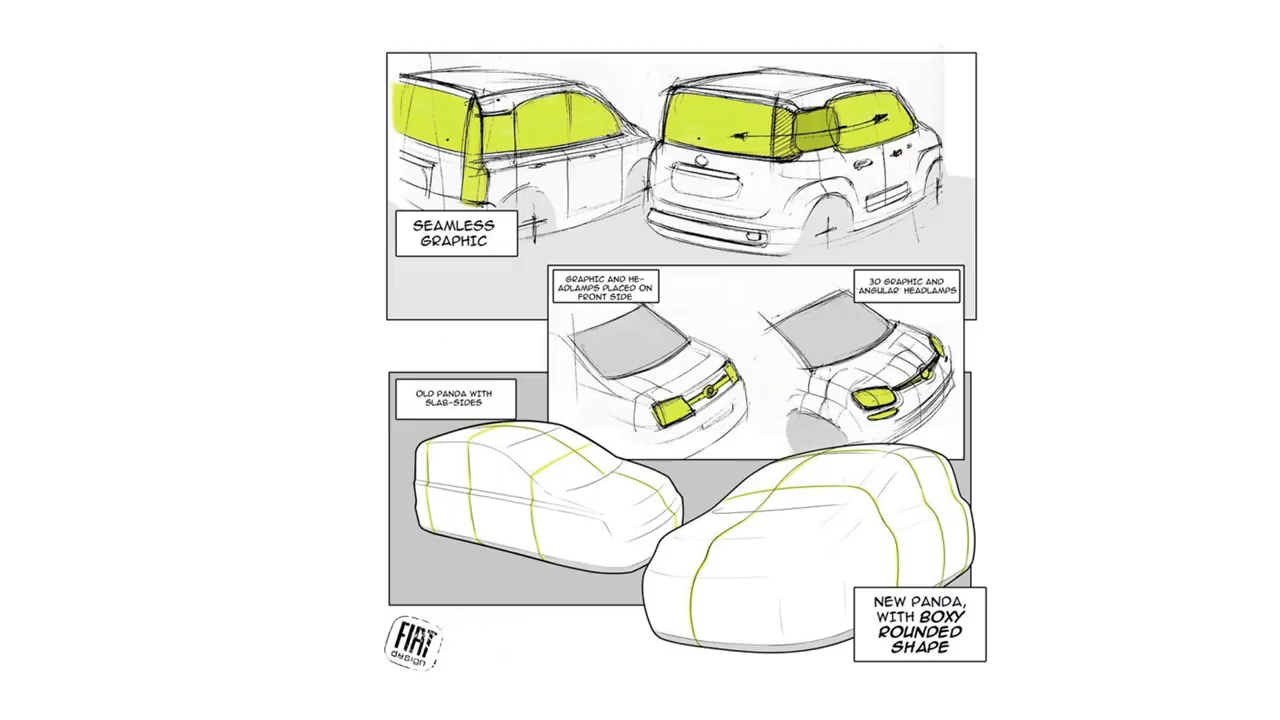 SEAMLESS
GRAPHIC
GRAPHIC AND HE-
ADLAMPS PLACED ON
FRONT SIDE
3D GRAPHIC AND
ANGULAR HEADLAMPS
OLD PANDA WITH
SLAB-SIDES
NEW PANDA,
WITH BOXY
ROUNDED
SHAPE
FIAT
design